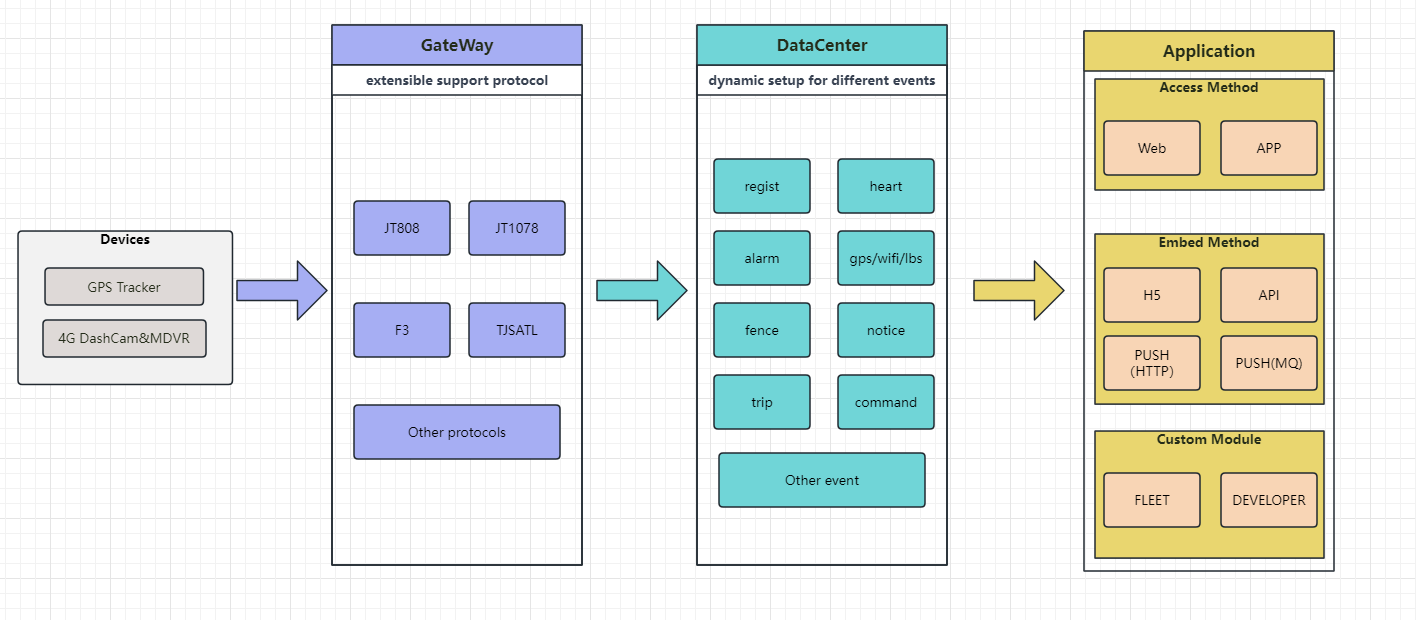 Devices
GPS Tracker
4G DashCam&MDVR
GateWay
extensible support protocol
JT808
JT1078
F3
TJSATL
Other protocols
DataCenter
dynamic setup for different events
regist
heart
alarm
gps/wifi/lbs
fence
notice
trip
command
Other event
Application
Access Method
Web
APP
Embed Method
H5
API
PUSH
(HTTP)
PUSH(MQ)
Custom Module
FLEET
DEVELOPER